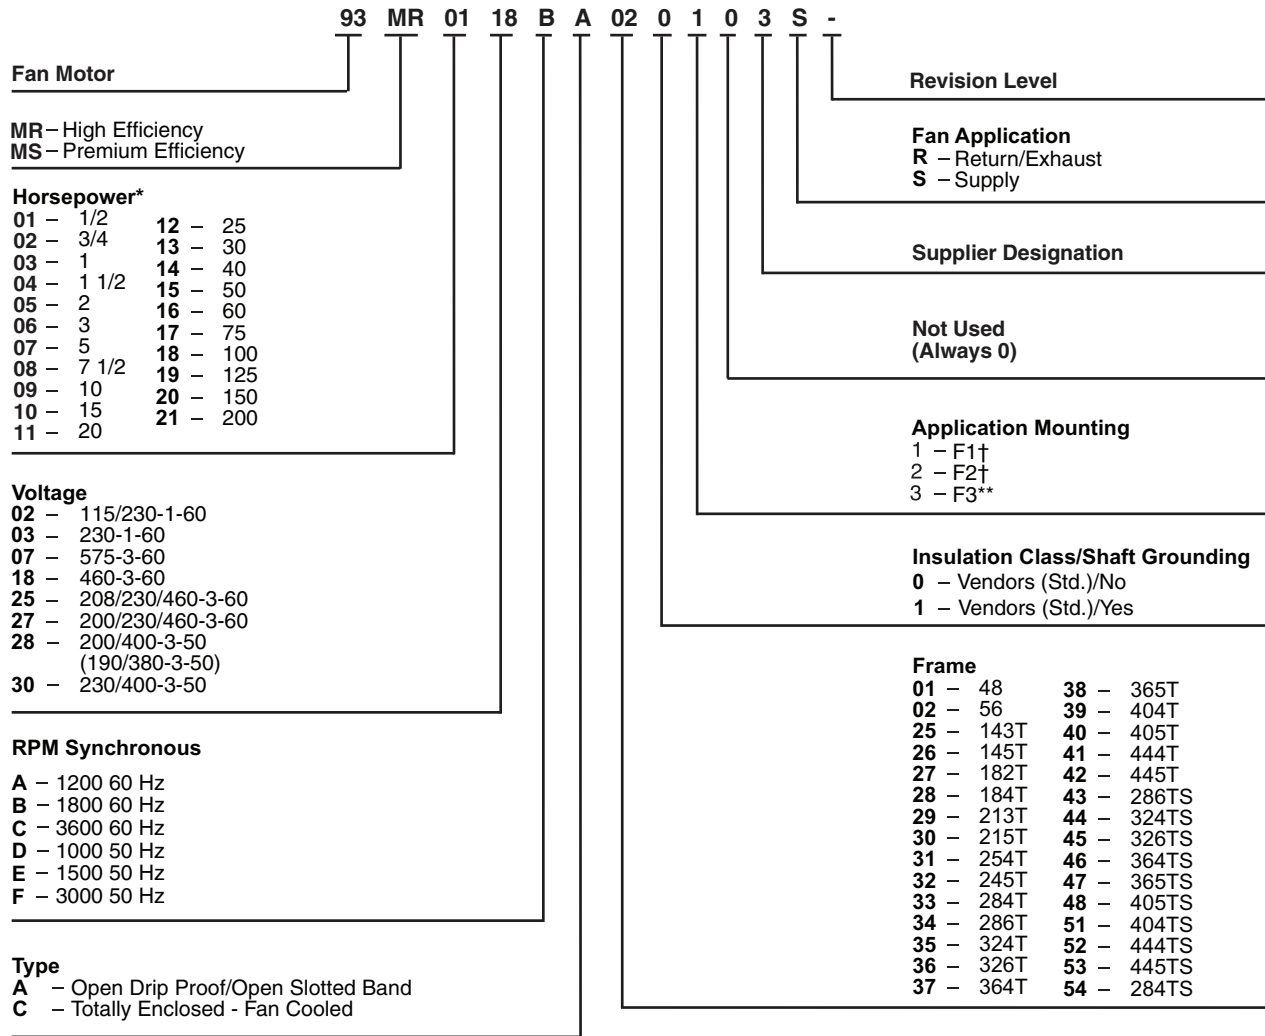 93 MR 01 18 B A 02 0 1 0 3 S -
Fan Motor
MR – High Efficiency
MS – Premium Efficiency
Horsepower*
01 – 1/2
02 – 3/4
03 – 1
04 – 1 1/2
05 – 2
06 – 3
07 – 5
08 – 7 1/2
09 – 10
10 – 15
11 – 20
12 – 25
13 – 30
14 – 40
15 – 50
16 – 60
17 – 75
18 – 100
19 – 125
20 – 150
21 – 200
Voltage
02 – 115/230-1-60
03 – 230-1-60
07 – 575-3-60
18 – 460-3-60
25 – 208/230/460-3-60
27 – 200/230/460-3-60
28 – 200/400-3-50
(190/380-3-50)
30 – 230/400-3-50
RPM Synchronous
A – 1200 60 Hz
B – 1800 60 Hz
C – 3600 60 Hz
D – 1000 50 Hz
E – 1500 50 Hz
F – 3000 50 Hz
Type
A – Open Drip Proof/Open Slotted Band
C – Totally Enclosed - Fan Cooled
Revision Level
Fan Application
R – Return/Exhaust
S – Supply
Supplier Designation
Not Used
(Always 0)
Application Mounting
1 – F1†
2 – F2†
3 – F3**
Insulation Class/Shaft Grounding
0 – Vendors (Std.)/No
1 – Vendors (Std.)/Yes
Frame
01 – 48
02 – 56
25 – 143T
26 – 145T
27 – 182T
28 – 184T
29 – 213T
30 – 215T
31 – 254T
32 – 245T
33 – 284T
34 – 286T
35 – 324T
36 – 326T
37 – 364T
38 – 365T
39 – 404T
40 – 405T
41 – 444T
42 – 445T
43 – 286TS
44 – 324TS
45 – 326TS
46 – 364TS
47 – 365TS
48 – 405TS
51 – 404TS
52 – 444TS
53 – 445TS
54 – 284TS